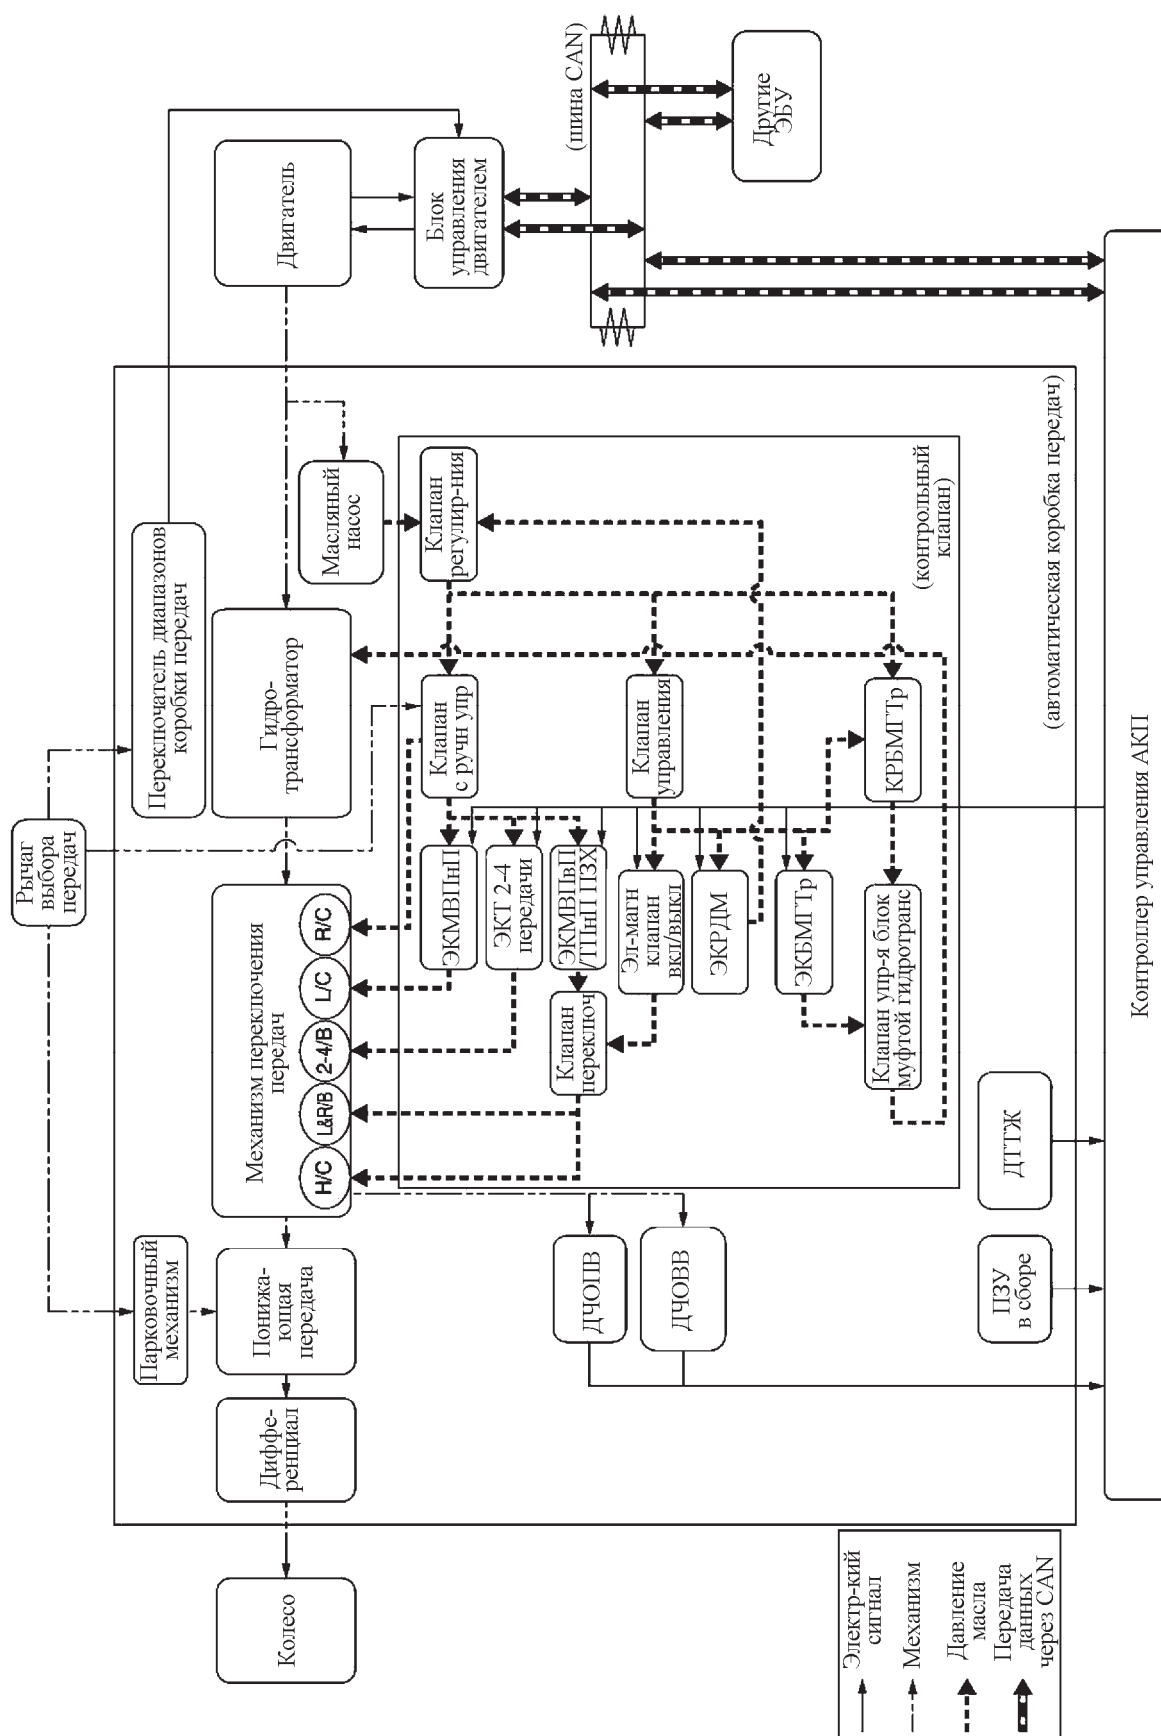 Рычаг
выбора
передач
Парковочный
механизм
Переключатель диапазонов
коробки передач
Колесо
Диффе-
ренциал
Понижа-
ющая
передача
Механизм переключения
передач
H/C
L&R/B
2-4/B
L/C
R/C
Гидро-
трансформатор
Двигатель
Масляный
насос
Блок
управления
двигателем
ЭКМВПнП
Клапан
с ручн упр
Клапан
регулир-ния
ЭКТ 2-4
передачи
Клапан
переключ
ЭКМВПвП
/ТПнП ПЗХ
ДЧОПВ
Эл-магн
клапан
вкл/выкл
Клапан
управления
(шина CAN)
ДЧОВВ
ЭКРДМ
ЭКБМГТр
Другие
ЭБУ
Клапан упр-я блок
муфтой гидротранс
КРБМГТр
(контрольный
клапан)
ПЗУ
в сборе
ДТТЖ
(автоматическая коробка передач)
Контроллер управления АКП
Электр-кий
сигнал
Механизм
Давление
масла
Передача
данных
через CAN